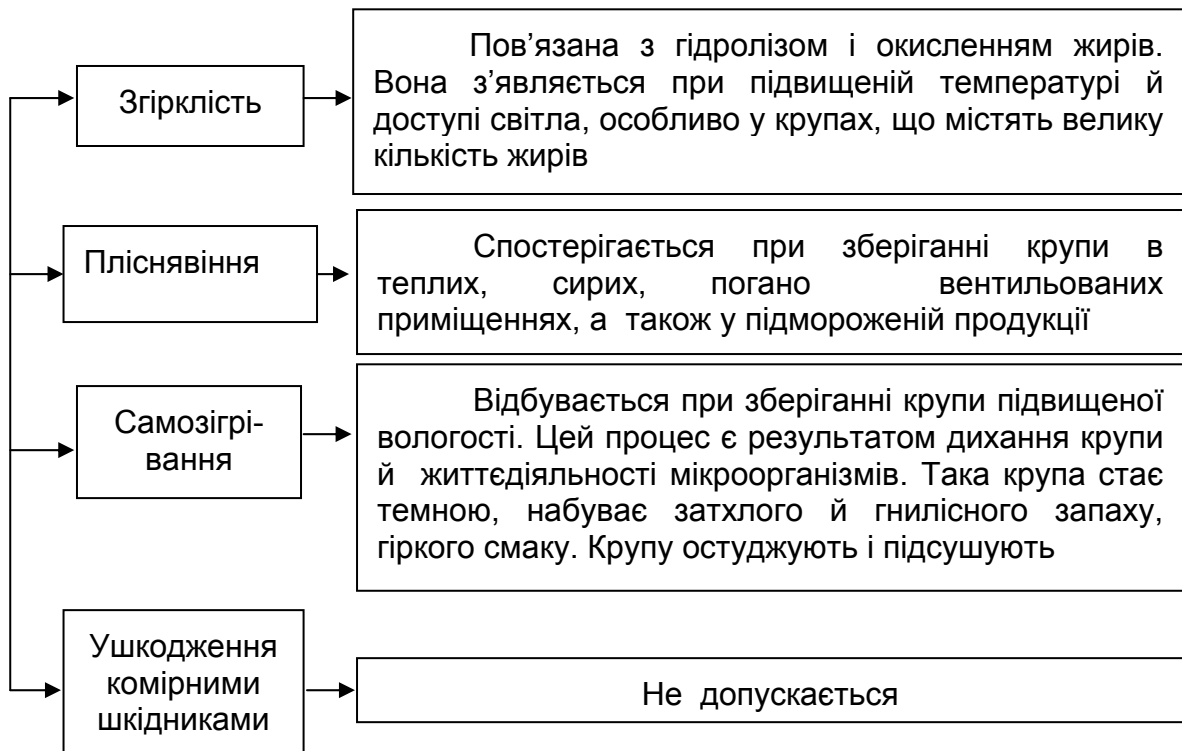 Згірклість
Пов’язана з гідролізом і окисленням жирів.
Вона з’являється при підвищеній температурі й
доступі світла, особливо у крупах, що містять велику
кількість жирів
Пліснявіння
Спостерігається при зберіганні крупи в
теплих, сирих, погано вентильованих
приміщеннях, а також у підмороженій продукції
Самозігрі-
вання
Відбувається при зберіганні крупи підвищеної
вологості. Цей процес є результатом дихання крупи
й життєдіяльності мікроорганізмів. Така крупа стає
темною, набуває затхлого й гнилісного запаху,
гіркого смаку. Крупу остуджують і підсушують
Ушкодження
комірними
шкідниками
Не допускається